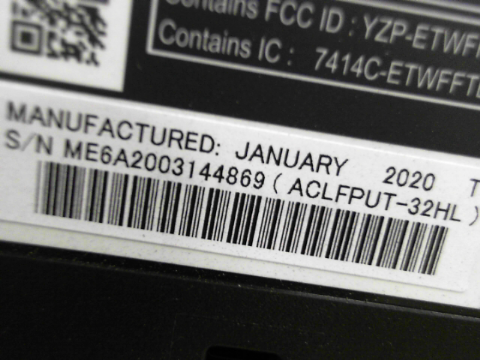 Contains FCC ID : YZP-ETWF
Contains IC : 7414C-ETWFFT
MANUFACTURED: JANUARY 2020 T
S/N ME6A2003144869 ( ACLFPUT-32HL )